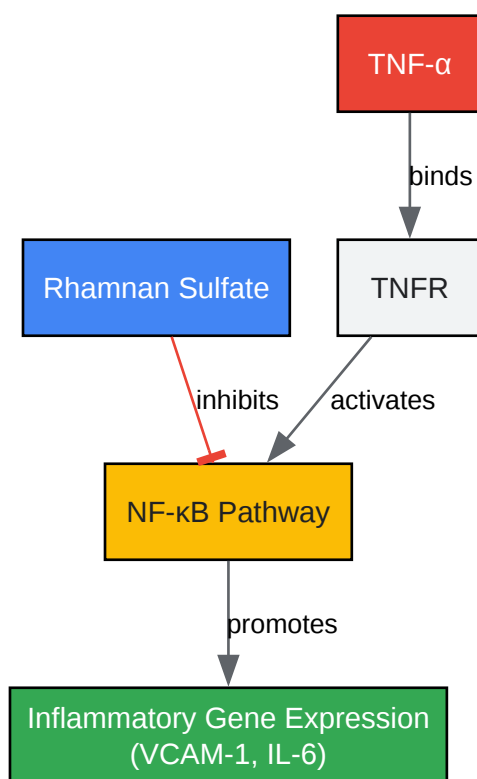 TNF-α
binds
Rhamnan Sulfate
TNFR
inhibits
activates
NF-κB Pathway
promotes
Inflammatory Gene Expression
(VCAM-1, IL-6)